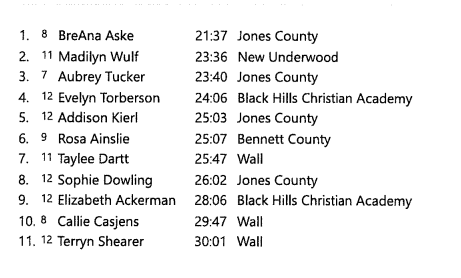 1. 8 BreAna Aske 21:37 Jones County
2. 11 Madilyn Wulf 23:36 New Underwood
3. 7 Aubrey Tucker 23:40 Jones County
4. 12 Evelyn Torberson 24:06 Black Hills Christian Academy
5. 12 Addison Kierl 25:03 Jones County
6. 9 Rosa Ainslie 25:07 Bennett County
7. 11 Taylee Dartt 25:47 Wall
8. 12 Sophie Dowling 26:02 Jones County
9. 12 Elizabeth Ackerman 28:06 Black Hills Christian Academy
10. 8 Callie Casjens 29:47 Wall
11. 12 Terryn Shearer 30:01 Wall